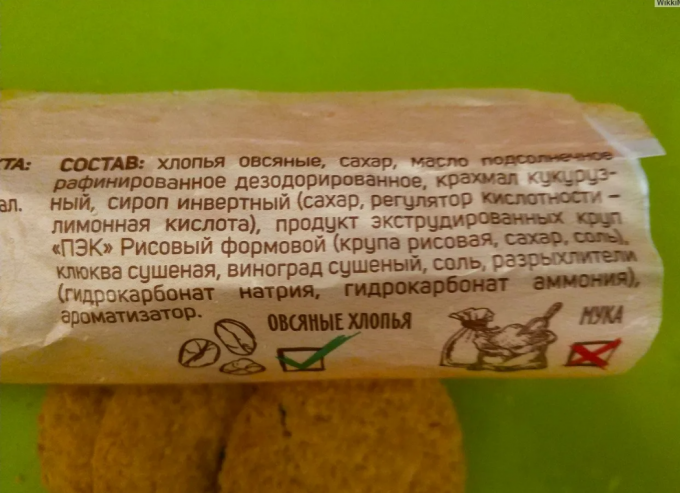 СОСТАВ: хлопья овсяные, сахар, масло подсолнечное
рафинированное дезодорированное, крахмал кукуруз-
ный, сироп инвертный (сахар, регулятор кислотности –
лимонная кислота), продукт экструдированных круп
«ПЭК» Рисовый формовой (крупа рисовая, сахар, соль),
клюква сушеная, виноград сушеный, соль, разрыхлители
(гидрокарбонат натрия, гидрокарбонат аммония),
ароматизатор.
ОВСЯНЫЕ ХЛОПЬЯ
МУКА